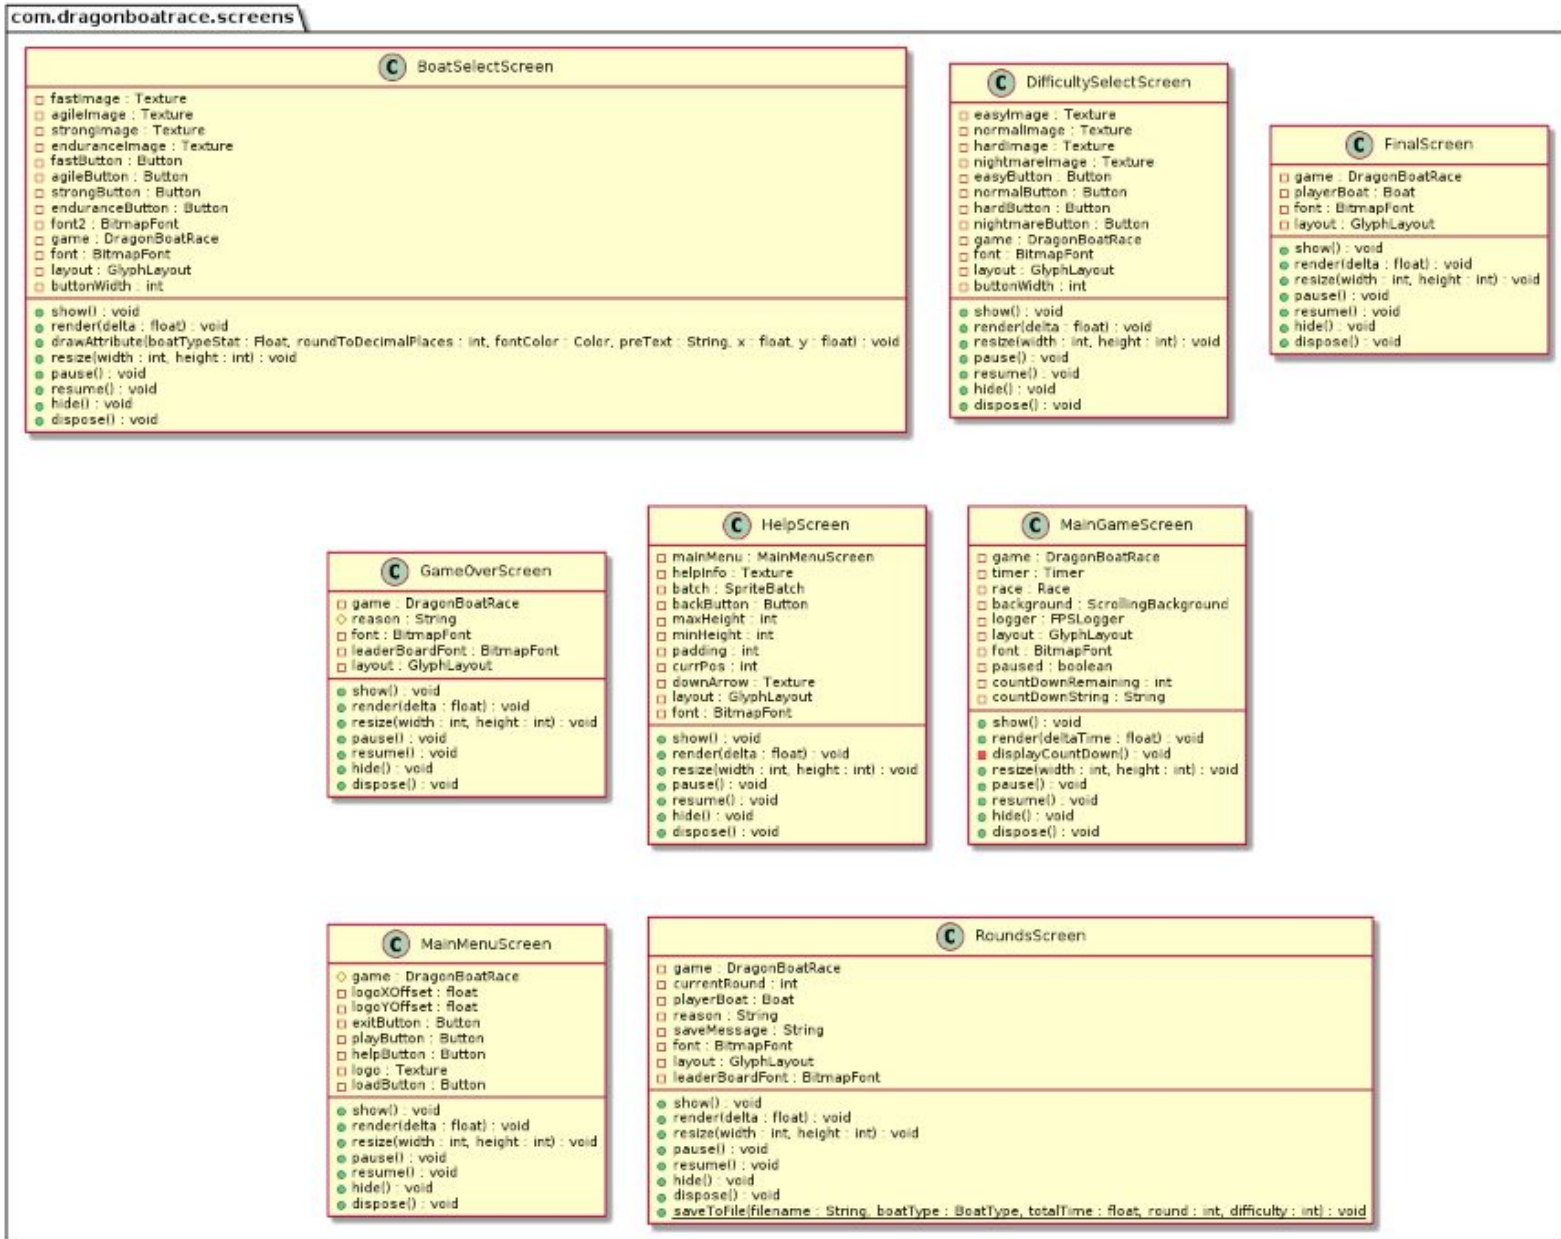 com.dragonboatrace.screens
C BoatSelectScreen
fastImage : Texture
agileImage : Texture
strongImage : Texture
enduranceImage : Texture
fastButton : Button
agileButton : Button
strongButton : Button
enduranceButton : Button
font2 : BitmapFont
game : DragonBoatRace
font : BitmapFont
layout : GlyphLayout
buttonWidth : int
show() : void
render(delta : float) : void
drawAttribute(boatTypeStat : Float, roundToDecimalPlaces : int, fontColor : Color, preText : String, x : float, y : float) : void
resize(width : int, height : int) : void
pause() : void
resume() : void
hide() : void
dispose() : void
C DifficultySelectScreen
easyImage : Texture
normalImage : Texture
hardImage : Texture
nightmareImage : Texture
easyButton : Button
normalButton : Button
hardButton : Button
nightmareButton : Button
game : DragonBoatRace
font : BitmapFont
layout : GlyphLayout
buttonWidth : int
show() : void
render(delta : float) : void
resize(width : int, height : int) : void
pause() : void
resume() : void
hide() : void
dispose() : void
C FinalScreen
game : DragonBoatRace
playerBoat : Boat
font : BitmapFont
layout : GlyphLayout
show() : void
render(delta : float) : void
resize(width : int, height : int) : void
pause() : void
resume() : void
hide() : void
dispose() : void
C GameOverScreen
game : DragonBoatRace
reason : String
font : BitmapFont
leaderBoardFont : BitmapFont
layout : GlyphLayout
show() : void
render(delta : float) : void
resize(width : int, height : int) : void
pause() : void
resume() : void
hide() : void
dispose() : void
C HelpScreen
mainMenu : MainMenuScreen
helpInfo : Texture
batch : SpriteBatch
backButton : Button
maxHeight : int
minHeight : int
padding : int
currPos : int
downArrow : Texture
layout : GlyphLayout
font : BitmapFont
show() : void
render(delta : float) : void
resize(width : int, height : int) : void
pause() : void
resume() : void
hide() : void
dispose() : void
C MainGameScreen
game : DragonBoatRace
timer : Timer
race : Race
background : ScrollingBackground
logger : FPSLogger
layout : GlyphLayout
font : BitmapFont
paused : boolean
countDownRemaining : int
countDownString : String
show() : void
render(deltaTime : float) : void
displayCountDown() : void
resize(width : int, height : int) : void
pause() : void
resume() : void
hide() : void
dispose() : void
C MainMenuScreen
game : DragonBoatRace
logoXOffset : float
logoYOffset : float
exitButton : Button
playButton : Button
helpButton : Button
logo : Texture
loadButton : Button
show() : void
render(delta : float) : void
resize(width : int, height : int) : void
pause() : void
resume() : void
hide() : void
dispose() : void
C RoundsScreen
game : DragonBoatRace
currentRound : int
playerBoat : Boat
reason : String
saveMessage : String
font : BitmapFont
layout : GlyphLayout
leaderBoardFont : BitmapFont
show() : void
render(delta : float) : void
resize(width : int, height : int) : void
pause() : void
resume() : void
hide() : void
dispose() : void
saveToFile(filename : String, boatType : BoatType, totalTime : float, round : int, difficulty : int) : void